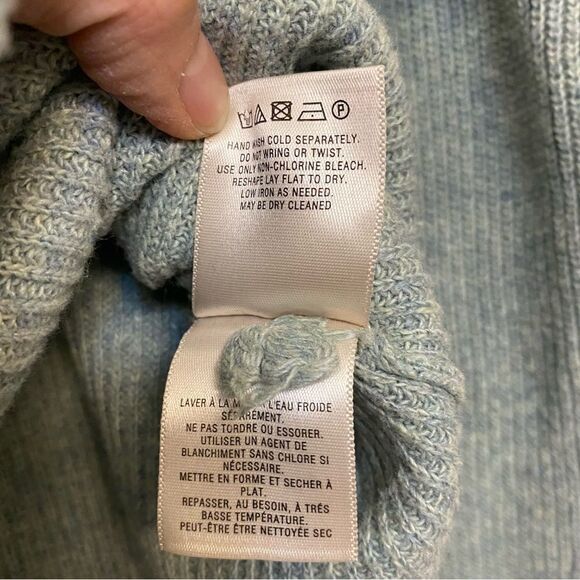 P
HAND WASH COLD SEPARATELY.
DO NOT WRING OR TWIST.
USE ONLY NON-CHLORINE BLEACH.
RESHAPE LAY FLAT TO DRY.
LOW IRON AS NEEDED.
MAY BE DRY CLEANED
LAVER À LA L'EAU FROIDE
SÉPARÉMENT.
NE PAS TORDRE OU ESSORER.
UTILISER UN AGENT DE
BLANCHIMENT SANS CHLORE SI
NÉCESSAIRE.
METTRE EN FORME ET SECHER À
PLAT.
REPASSER, AU BESOIN, À TRÉS
BASSE TEMPÉRATURE.
PEUT-ÊTRE ÊTRE NETTOYÉE SEC